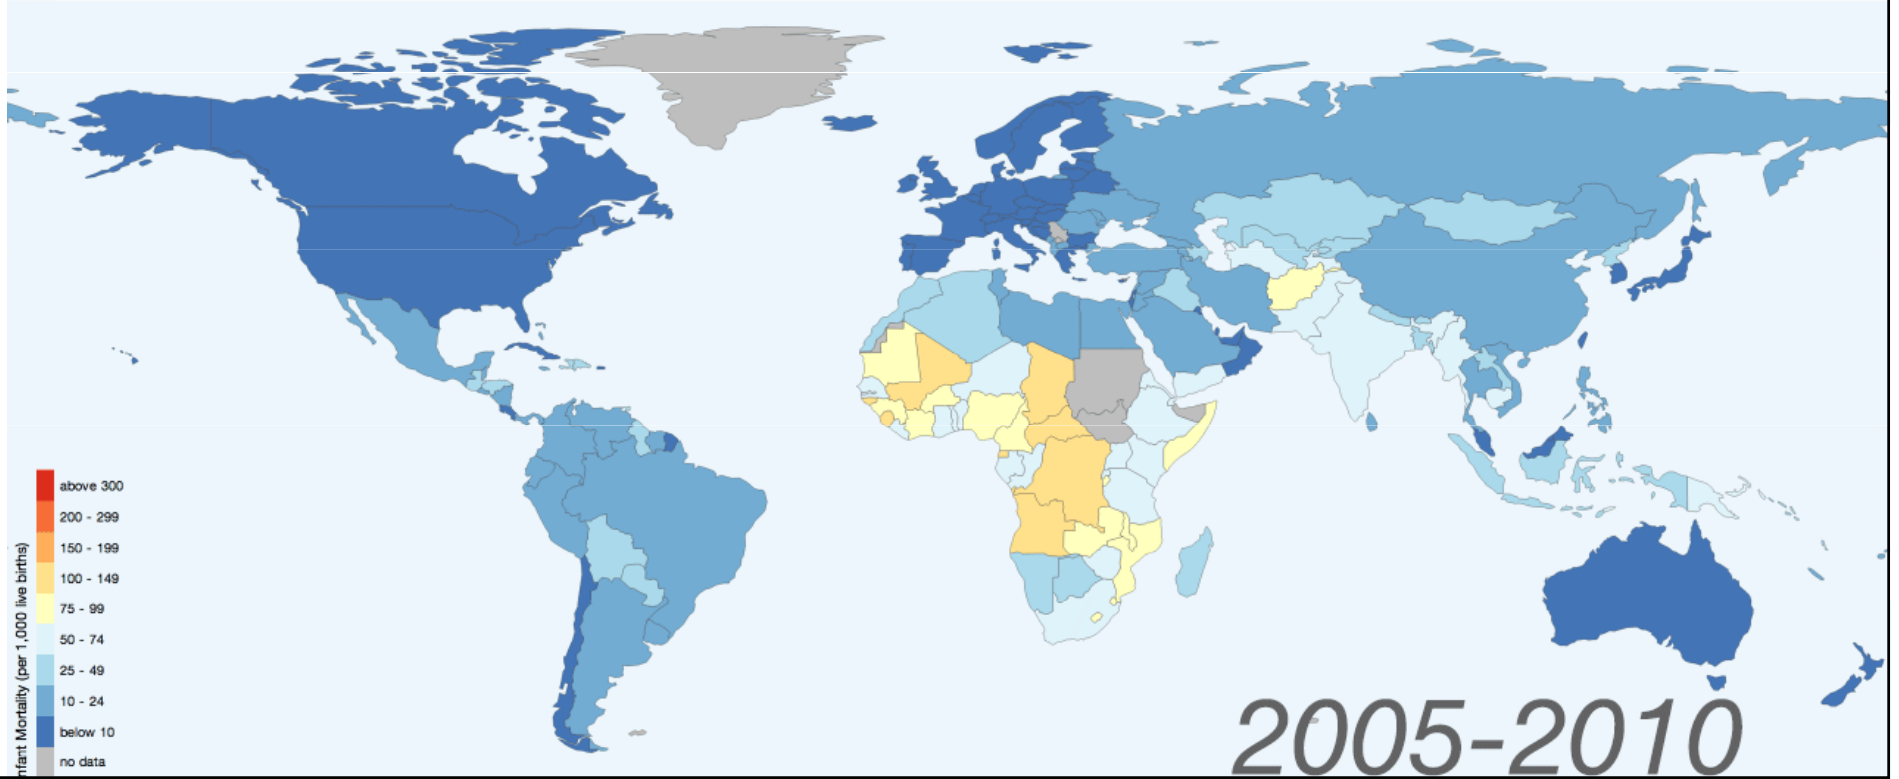 above 300
200 - 299
150 - 199
100 - 149
75 - 99
50 - 74
25 - 49
10 - 24
below 10
no data
nfant Mortality (per 1,000 live births)
2005-2010